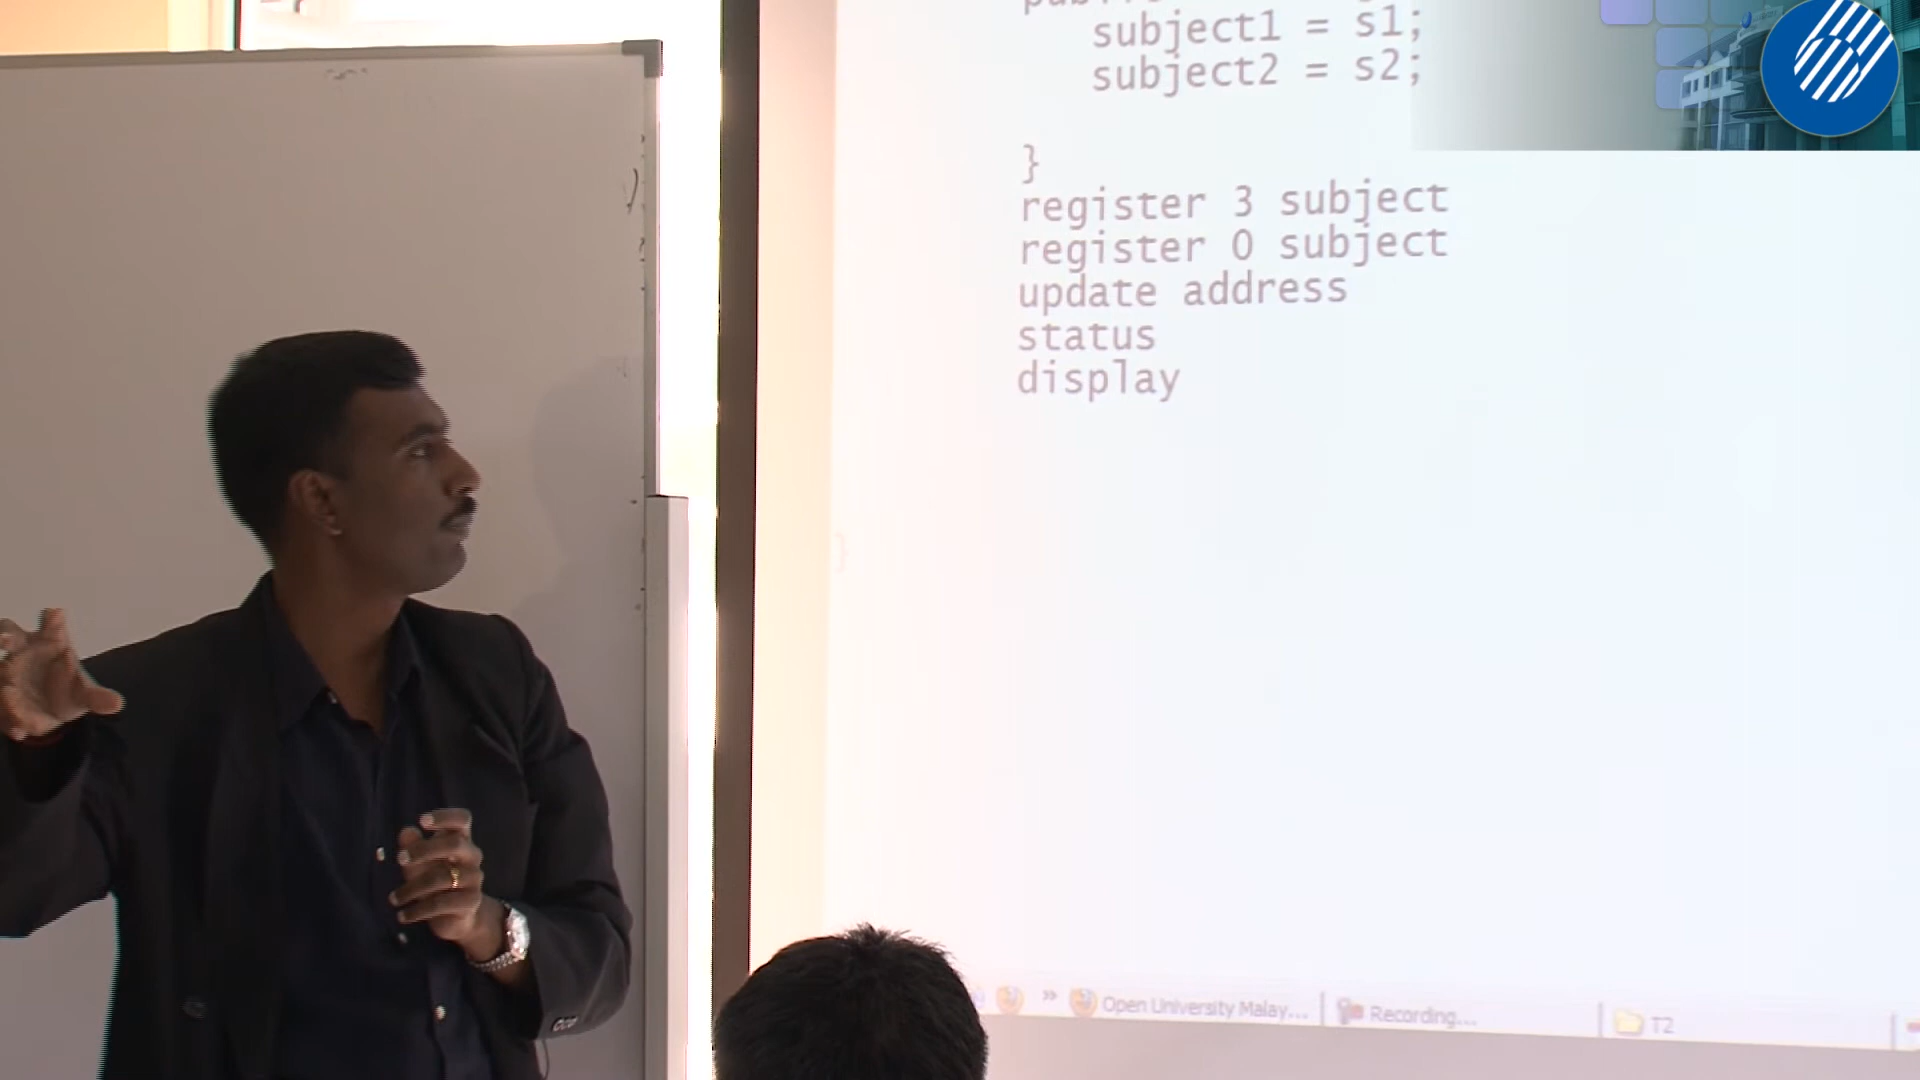 subject1 = s1;
subject2 = s2;
}
register 3 subject
register 0 subject
update address
status
display
» Open University Malay... Recording... T2